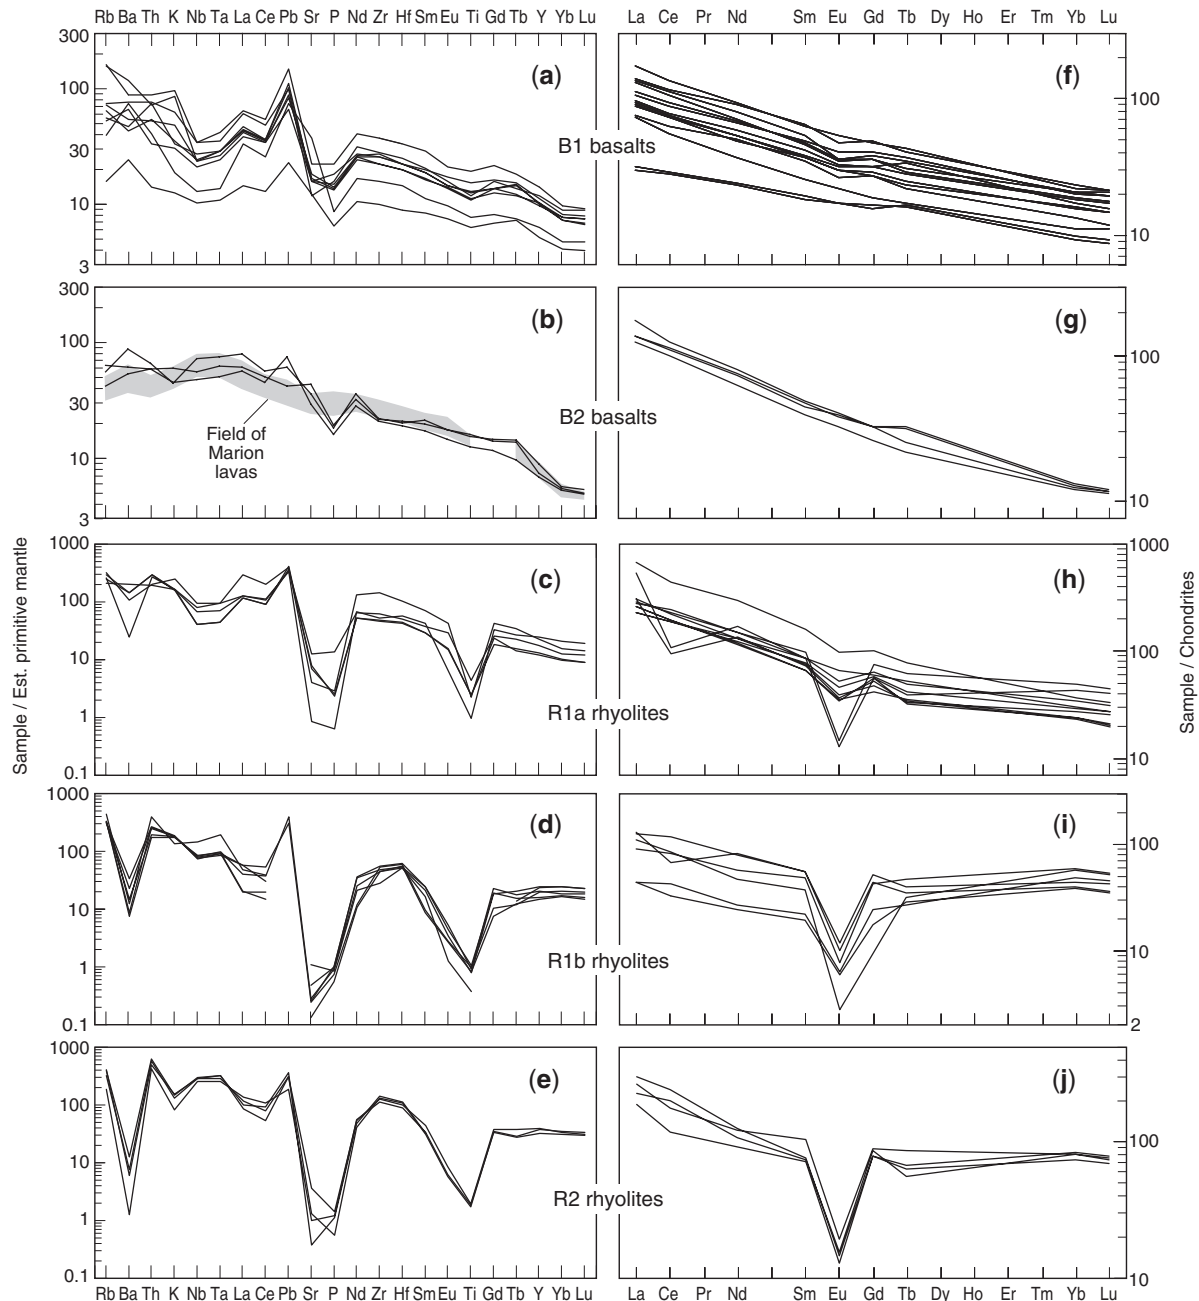 Rb Ba Th K Nb Ta La Ce Pb Sr P Nd Zr Hf Sm Eu Ti Gd Tb Y Yb Lu
La Ce Pr Nd Sm Eu Gd Tb Dy Ho Er Tm Yb Lu
300
100
30
10
3
(a)
B1 basalts
(f)
100
10
300
100
30
10
3
(b)
Field of
Marion
lavas
B2 basalts
(g)
100
10
Sample / Est. primitive mantle
1000
100
10
1
0.1
(c)
R1a rhyolites
(h)
1000
100
10
Sample / Chondrites
1000
100
10
1
0.1
(d)
R1b rhyolites
(i)
100
10
2
1000
100
10
1
0.1
(e)
R2 rhyolites
(j)
100
10
Rb Ba Th K Nb Ta La Ce Pb Sr P Nd Zr Hf Sm Eu Ti Gd Tb Y Yb Lu
La Ce Pr Nd Sm Eu Gd Tb Dy Ho Er Tm Yb Lu